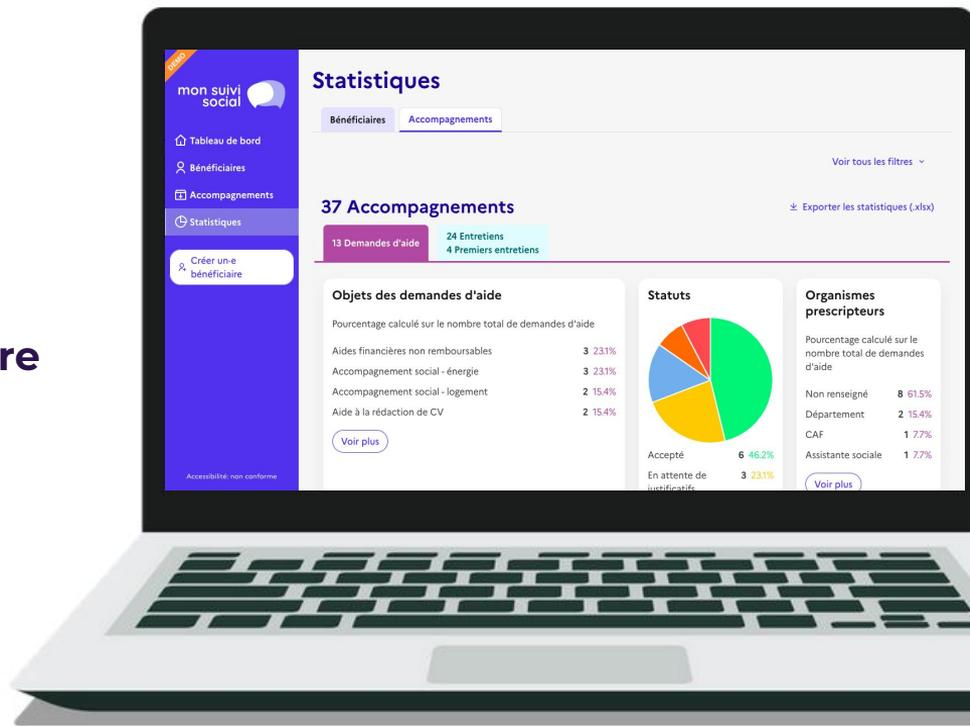 re
DEMO
mon suivi
social
Tableau de bord
Bénéficiaires
Accompagnements
Statistiques
Créer un·e
bénéficiaire
Accessibilité: non conforme
Statistiques
Bénéficiaires
Accompagnements
Voir tous les filtres
37 Accompagnements
Exporter les statistiques (.xlsx)
13 Demandes d'aide
24 Entretiens
4 Premiers entretiens
Objets des demandes d'aide
Pourcentage calculé sur le nombre total de demandes d'aide
Aides financières non remboursables 3 23.1%
Accompagnement social - énergie 3 23.1%
Accompagnement social - logement 2 15.4%
Aide à la rédaction de CV 2 15.4%
Voir plus
Statuts
Accepté 6 46.2%
En attente de 3 23.1%
justificatifs
Organismes
prescripteurs
Pourcentage calculé sur le
nombre total de demandes
d'aide
Non renseigné 8 61.5%
Département 2 15.4%
CAF 1 7.7%
Assistante sociale 1 7.7%
Voir plus